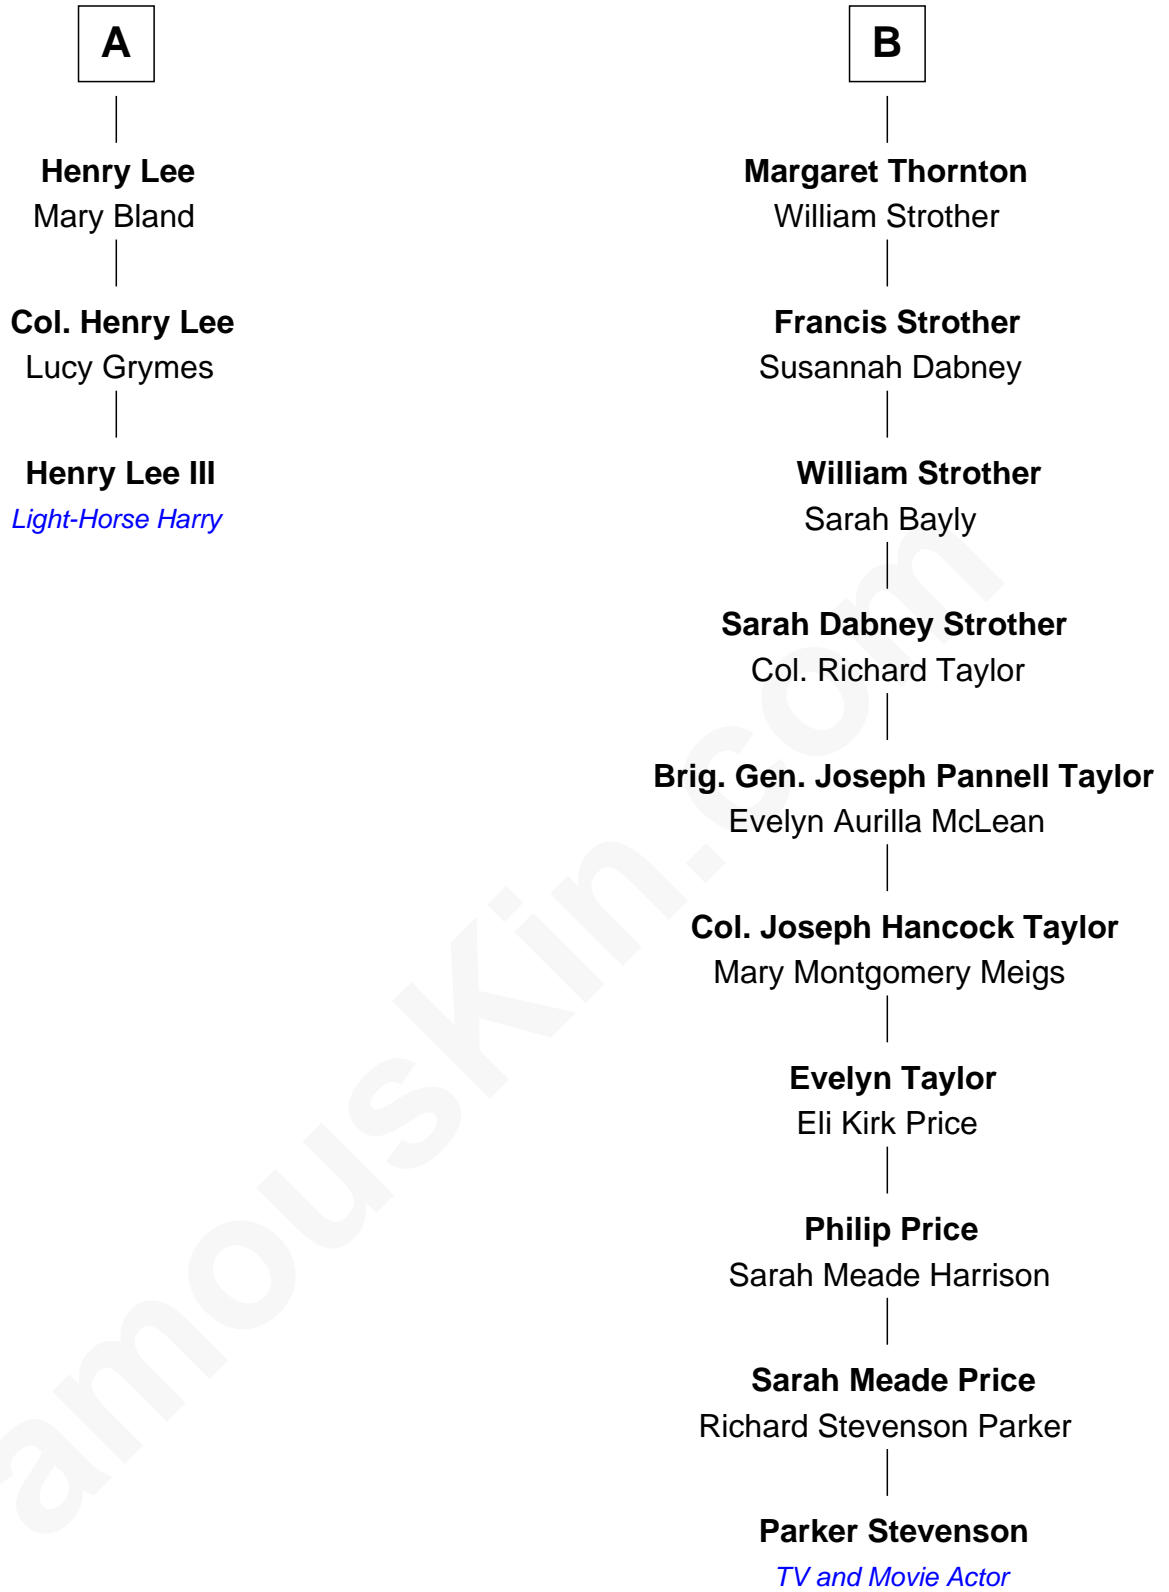 A
Henry Lee
Mary Bland
Col. Henry Lee
Lucy Grymes
Henry Lee III
Light-Horse Harry
B
Margaret Thornton
William Strother
Francis Strother
Susannah Dabney
William Strother
Sarah Bayly
Sarah Dabney Strother
Col. Richard Taylor
Brig. Gen. Joseph Pannell Taylor
Evelyn Aurilla McLean
Col. Joseph Hancock Taylor
Mary Montgomery Meigs
Evelyn Taylor
Eli Kirk Price
Philip Price
Sarah Meade Harrison
Sarah Meade Price
Richard Stevenson Parker
Parker Stevenson
TV and Movie Actor
amouskin.com